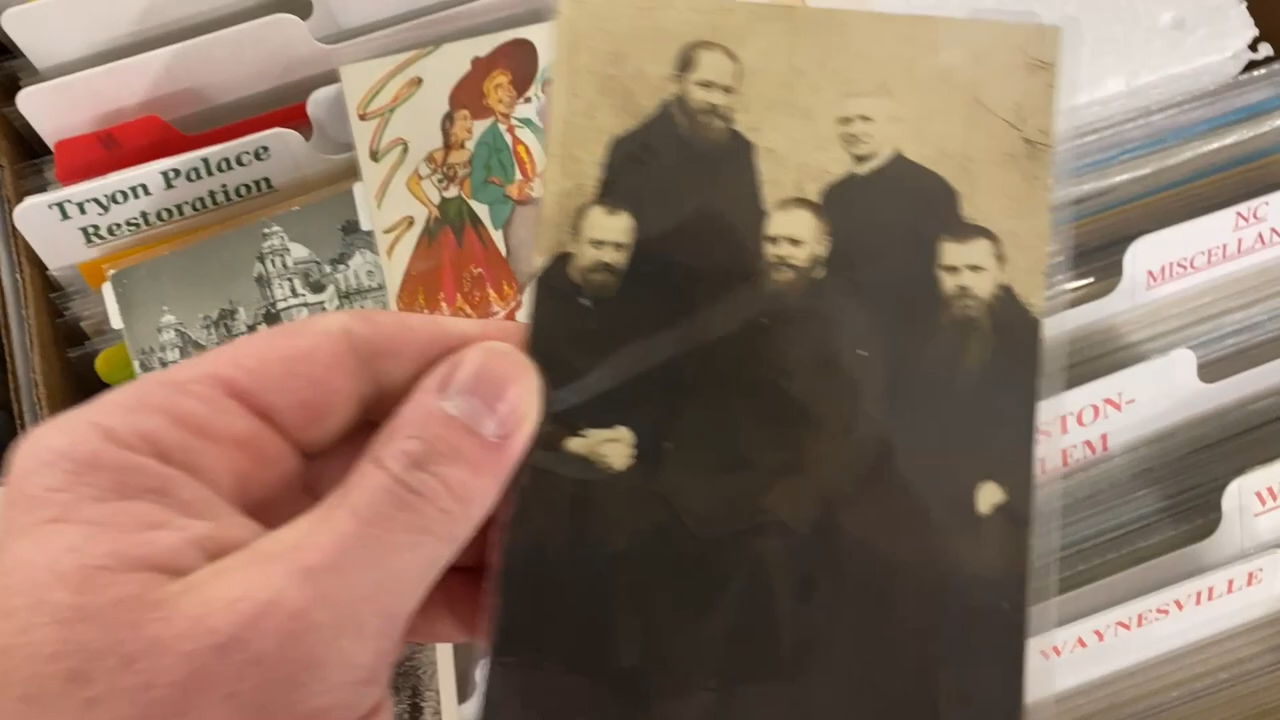 Tryon Palace
Restoration
NC
MISCELLAN
STON-
LEM
W
WAYNESVILLE